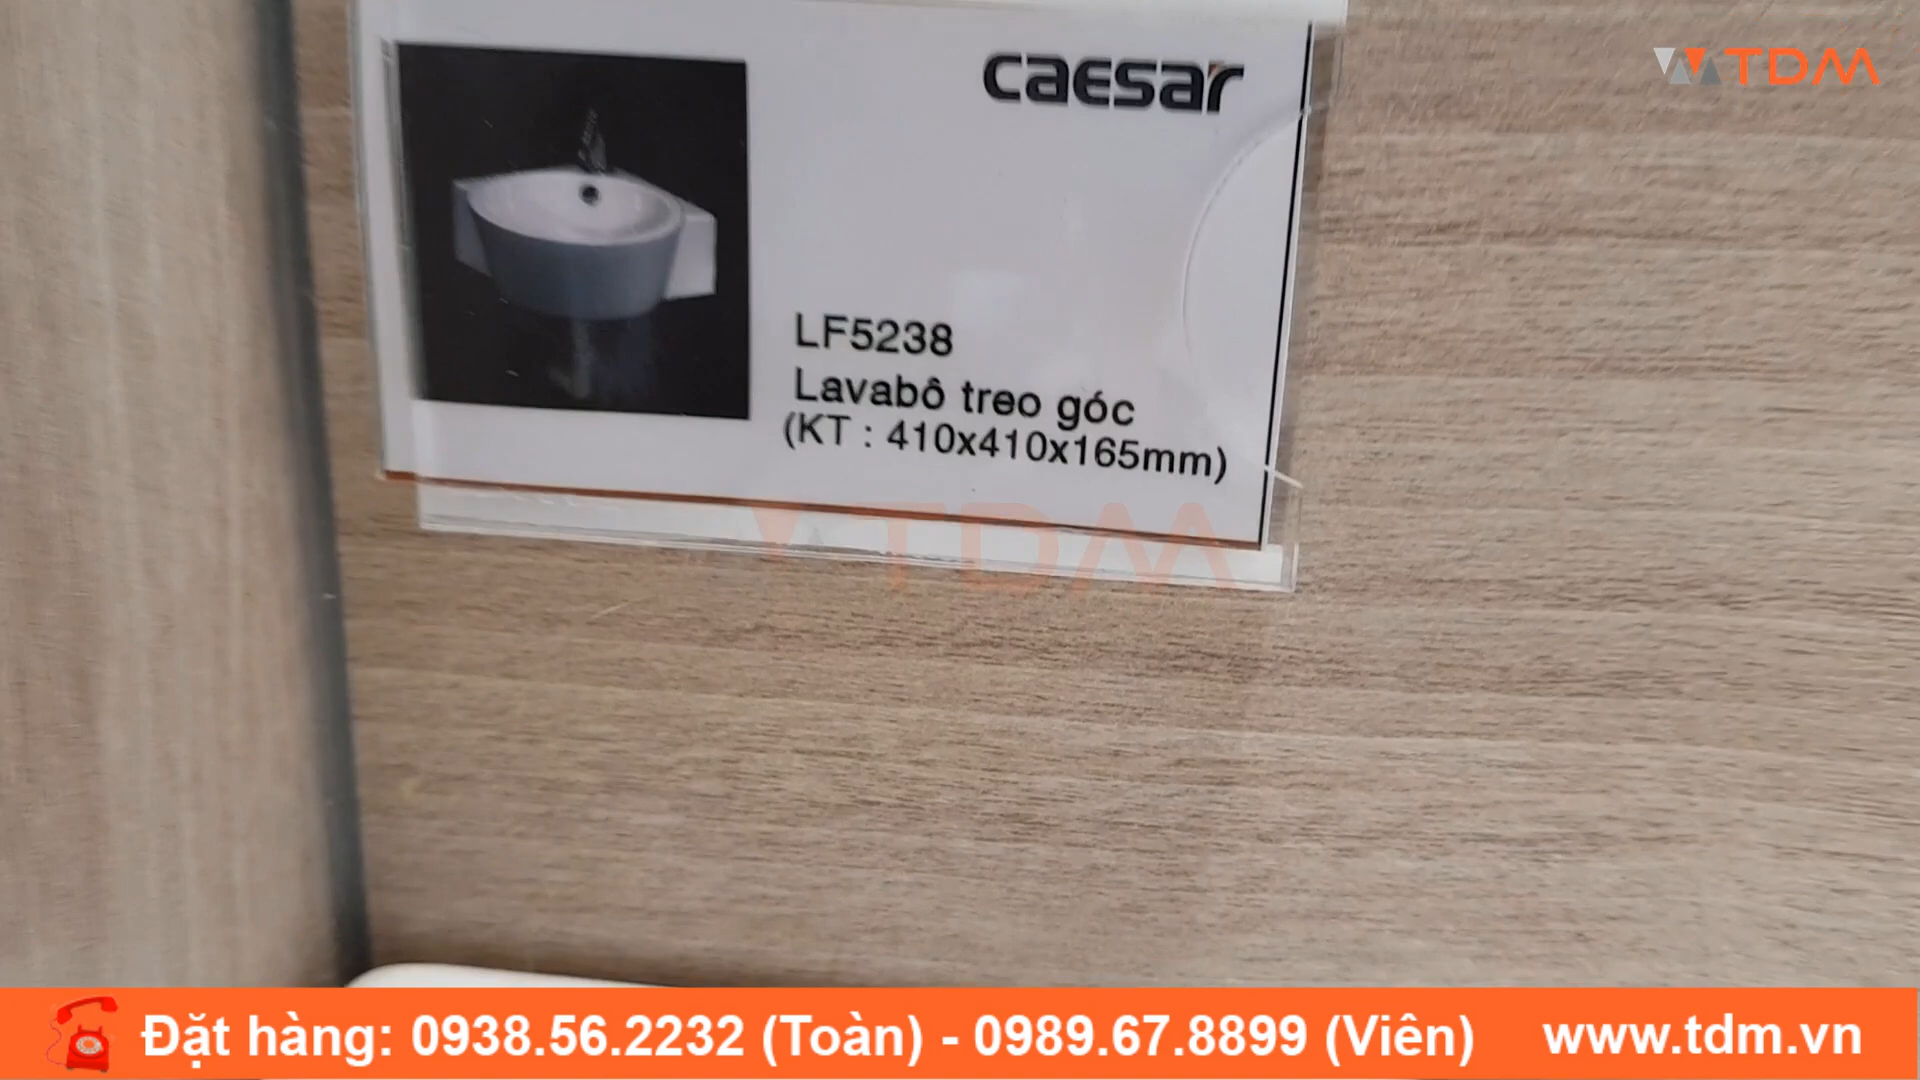 caesar
TDM
LF5238
Lavabô treo góc
(KT : 410x410x165mm)
TDM
Đặt hàng: 0938.56.2232 (Toàn) - 0989.67.8899 (Viên)
www.tdm.vn